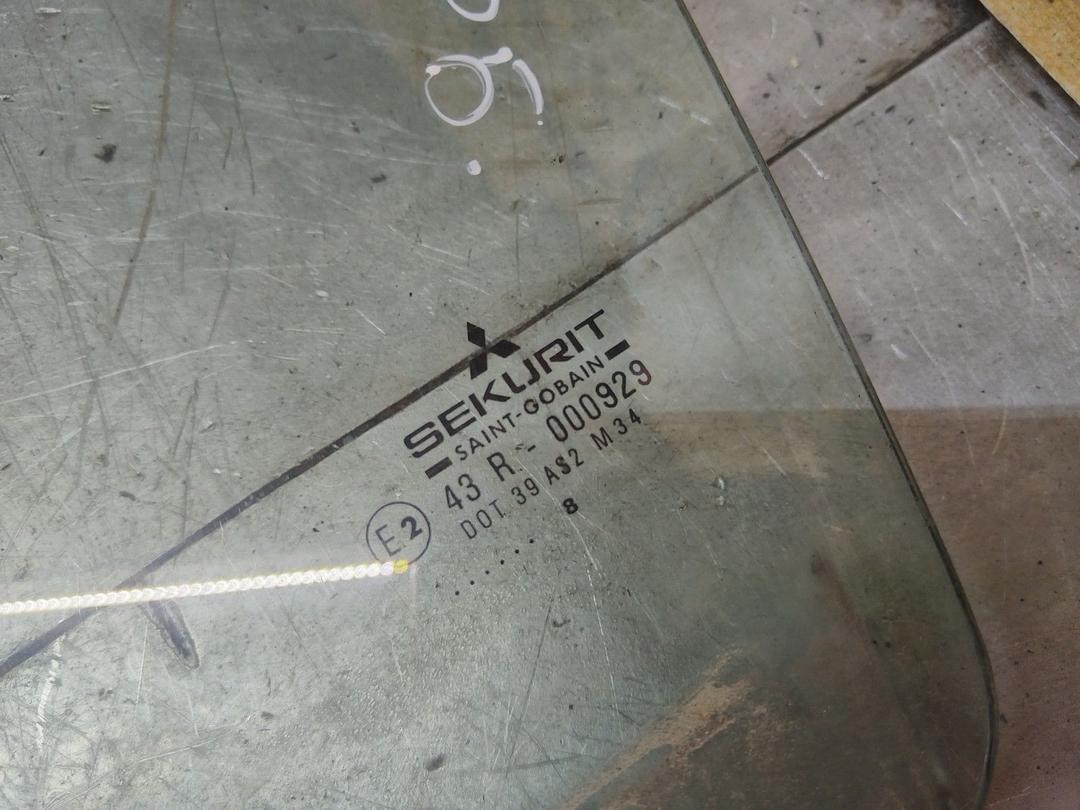 SEKURIT
SAINT-GOBAIN
43 R - 000929
DOT 39 AS2 M34
E2
8